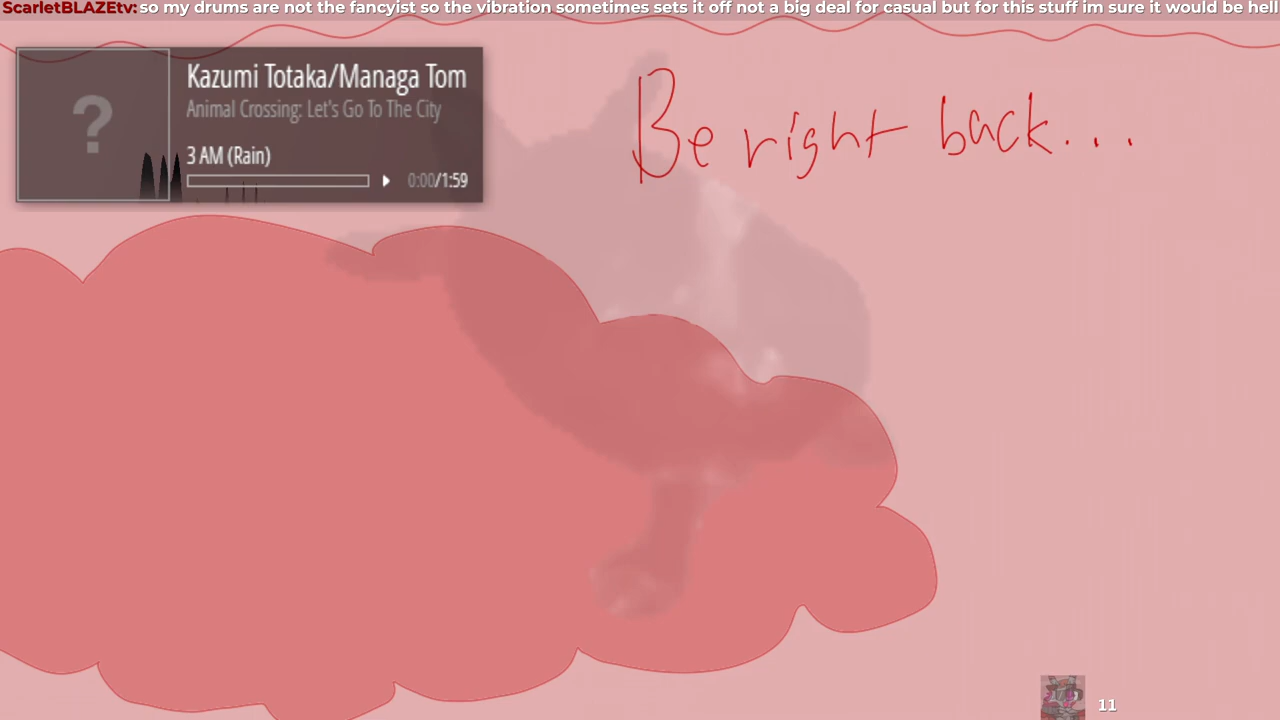 ScarletBLAZEtv: so my drums are not the fancyist so the vibration sometimes sets it off not a big deal for casual but for this stuff im sure it would be hell
?
Kazumi Totaka/Managa Tom
Animal Crossing: Let's Go To The City
3 AM (Rain)
0:00/1:59
Be right back...
11